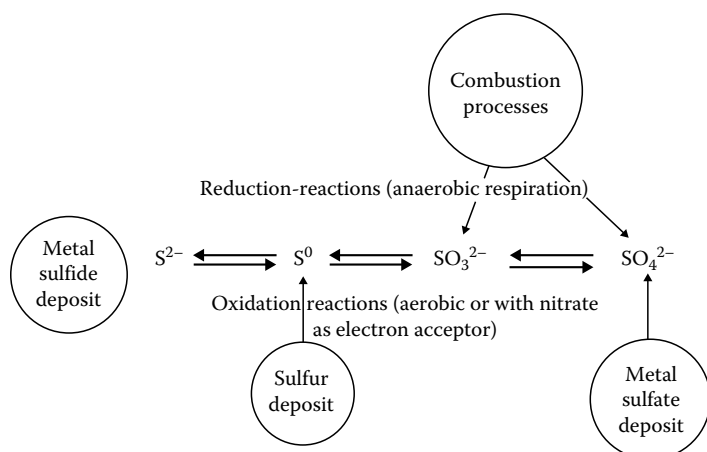 Combustion
processes
Reduction-reactions (anaerobic respiration)
Metal
sulfide
deposit
S²⁻
S⁰
SO₃²⁻
SO₄²⁻
Oxidation reactions (aerobic or with nitrate
as electron acceptor)
Sulfur
deposit
Metal
sulfate
deposit